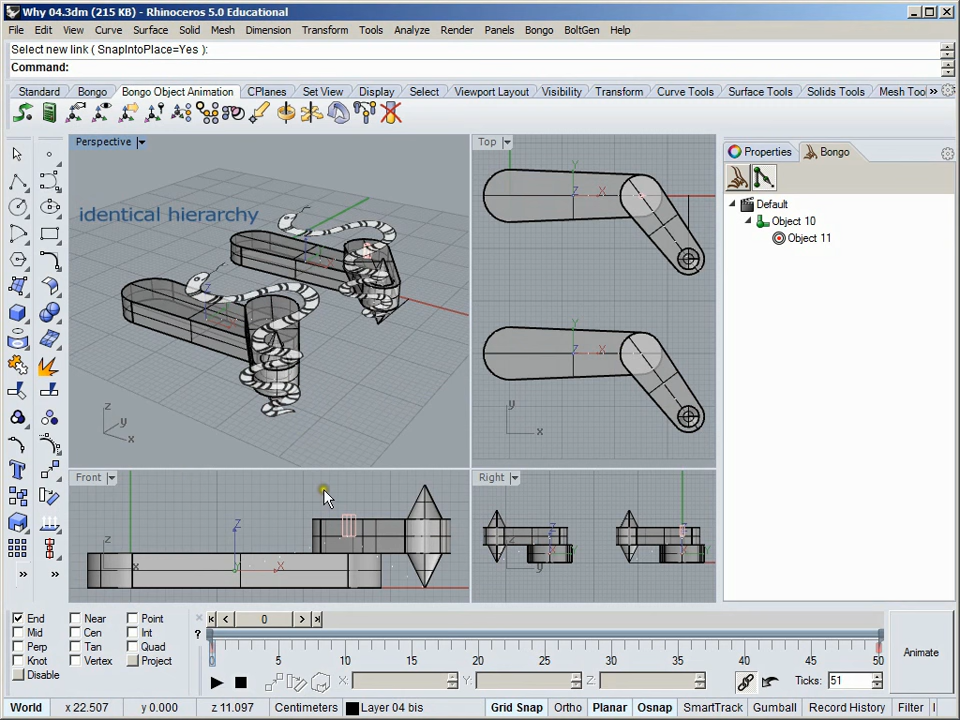 Why 04.3dm (215 KB) - Rhinoceros 5.0 Educational
File Edit View Curve Surface Solid Mesh Dimension Transform Tools Analyze Render Panels Bongo BoltGen Help
Select new link ( SnapIntoPlace=Yes ):
Command:
Standard Bongo Bongo Object Animation CPlanes Set View Display Select Viewport Layout Visibility Transform Curve Tools Surface Tools Solids Tools Mesh Too »
Perspective
Top
Properties Bongo
Default
Object 10
Object 11
identical hierarchy
z
y
x
Y
Z X
Y
Z X
y
x
Front
Right
Z
X
x
z
y
» »
End Near Point
Mid Cen Int
Perp Tan Quad
Knot Vertex Project
Disable
0
?
0 5 10 15 20 25 30 35 40 45 50
X: Y: Z: Ticks: 51
Animate
World x 22.507 y 0.000 z 11.097 Centimeters Layer 04 bis Grid Snap Ortho Planar Osnap SmartTrack Gumball Record History Filter